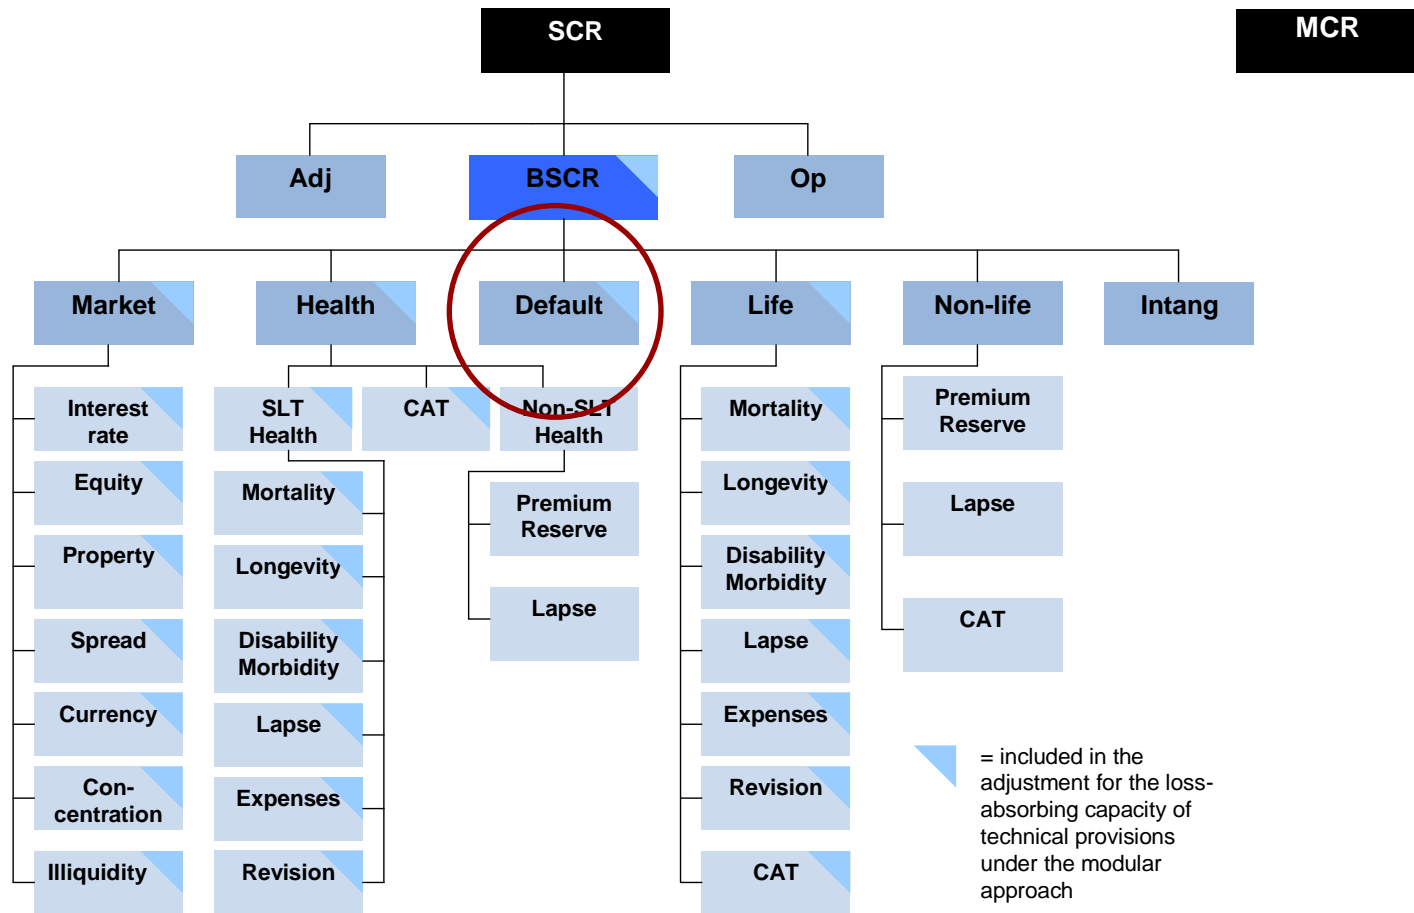 SCR
MCR
Adj
BSCR
Op
Market
Health
Default
Life
Non-life
Intang
Interest
rate
Equity
Property
Spread
Currency
Con-
centration
Illiquidity
SLT
Health
CAT
Non-SLT
Health
Mortality
Longevity
Disability
Morbidity
Lapse
Expenses
Revision
Premium
Reserve
Lapse
Mortality
Longevity
Disability
Morbidity
Lapse
Expenses
Revision
CAT
Premium
Reserve
Lapse
CAT
= included in the
adjustment for the loss-
absorbing capacity of
technical provisions
under the modular
approach